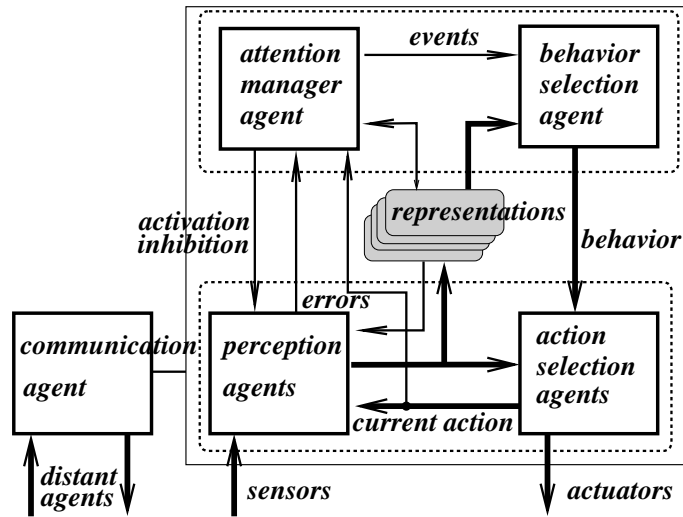 attention
manager
agent
events
behavior
selection
agent
representations
activation
inhibition
behavior
errors
communication
agent
perception
agents
action
selection
agents
current action
distant
agents
sensors
actuators